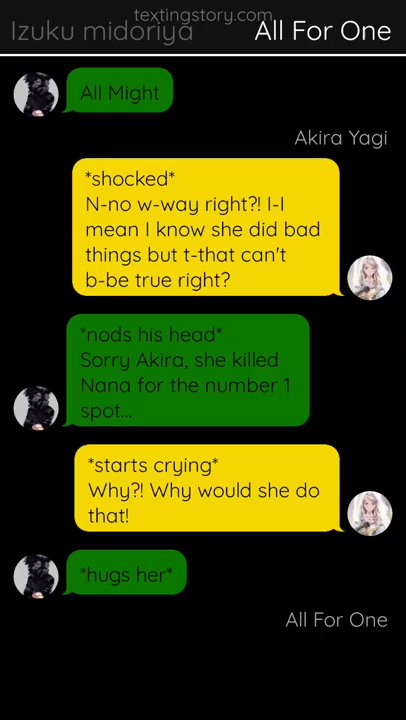 textingstory.com
Izuku midoriya
All For One
All Might
Akira Yagi
*shocked*
N-no w-way right?! I-I
mean I know she did bad
things but t-that can't
b-be true right?
*nods his head*
Sorry Akira, she killed
Nana for the number 1
spot...
*starts crying*
Why?! Why would she do
that!
*hugs her*
All For One